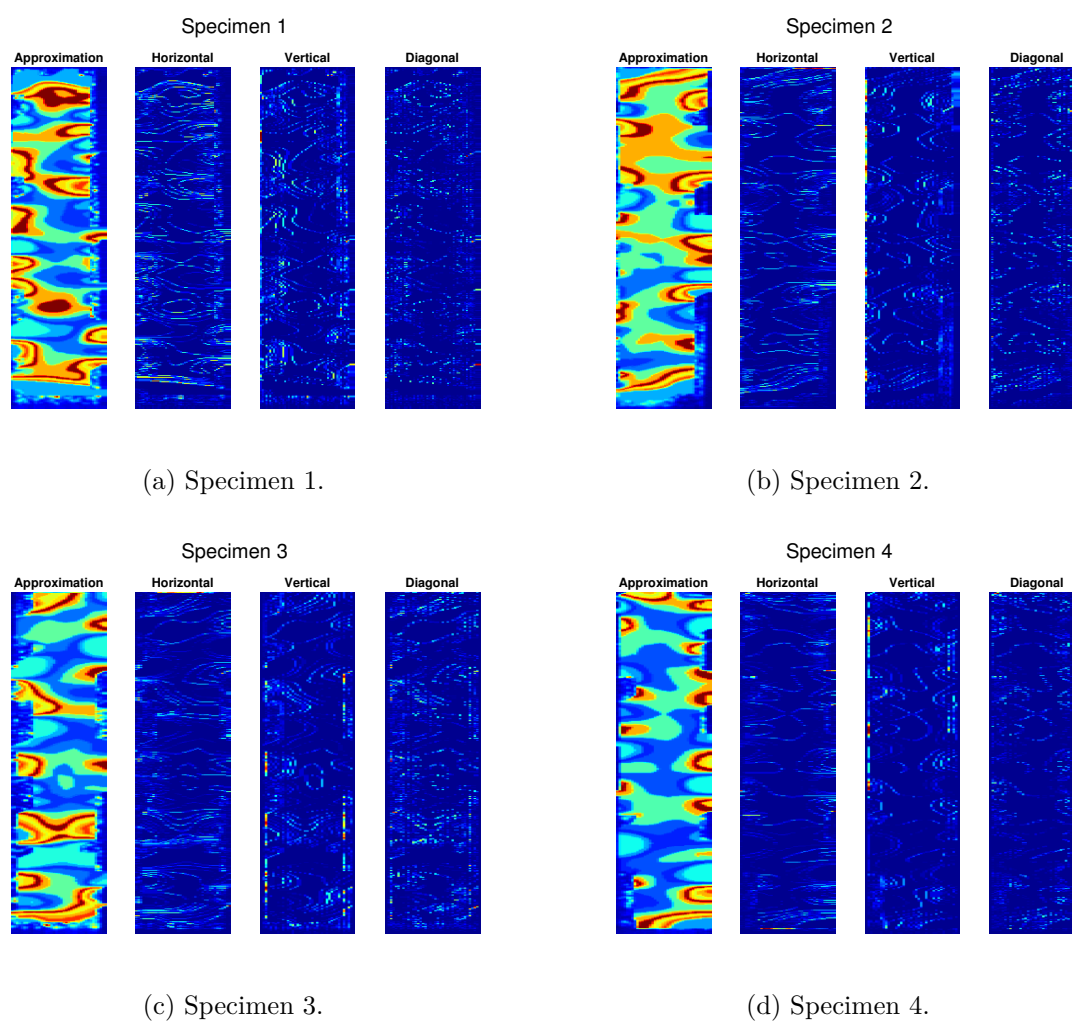 Specimen 1
Approximation Horizontal Vertical Diagonal
(a) Specimen 1.
Specimen 2
Approximation Horizontal Vertical Diagonal
(b) Specimen 2.
Specimen 3
Approximation Horizontal Vertical Diagonal
(c) Specimen 3.
Specimen 4
Approximation Horizontal Vertical Diagonal
(d) Specimen 4.